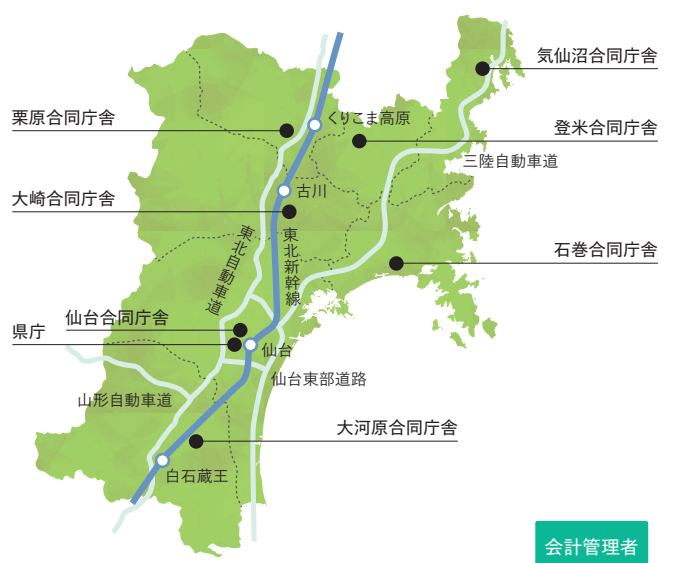 気仙沼合同庁舎
栗原合同庁舎
くりこま高原
登米合同庁舎
三陸自動車道
大崎合同庁舎
古川
東北自動車道
東北新幹線
石巻合同庁舎
仙台合同庁舎
県庁
仙台
仙台東部道路
山形自動車道
大河原合同庁舎
白石蔵王
会計管理者